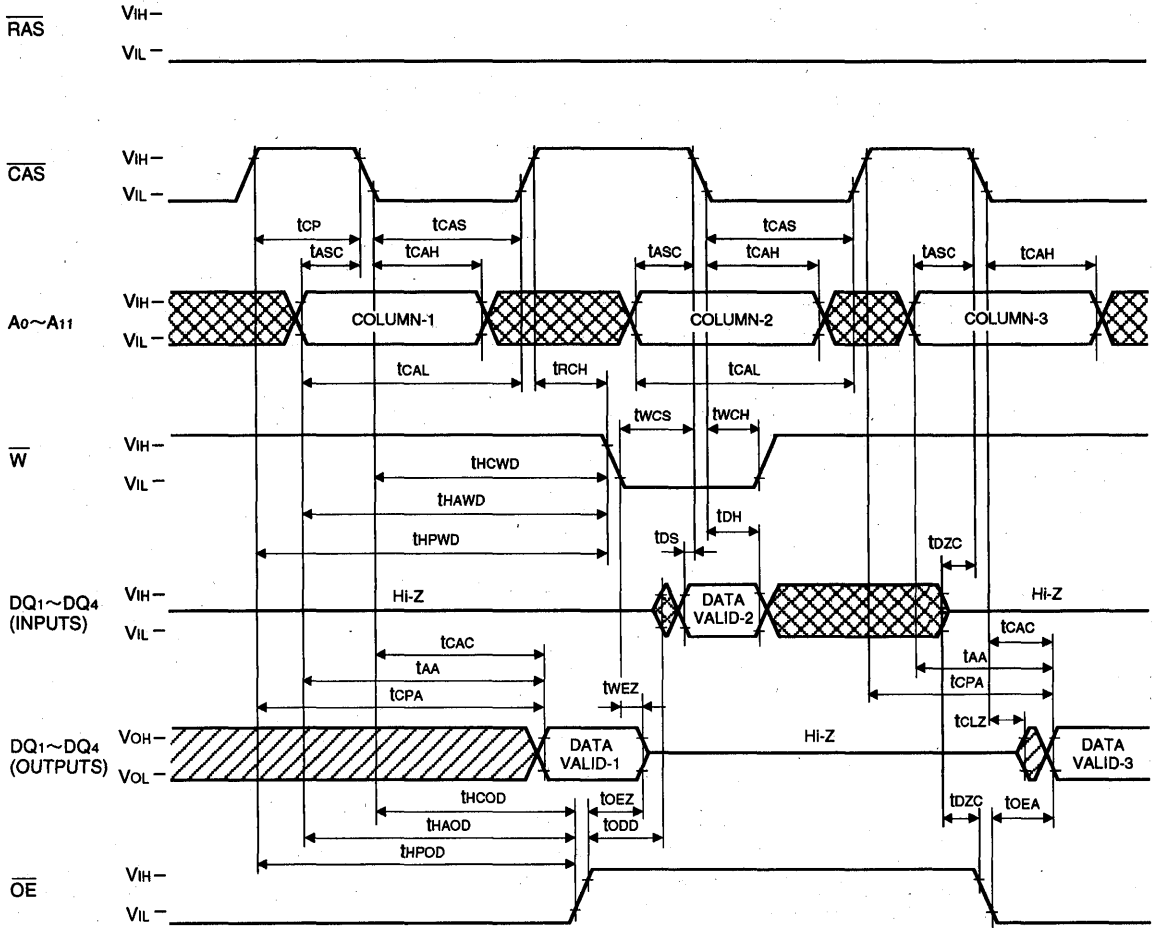 RAS
VIH
VIL
CAS
VIH
VIL
tCP
tCAS
tCAS
tASC
tCAH
tASC
tCAH
tASC
tCAH
A0~A11
VIH
VIL
COLUMN-1
COLUMN-2
COLUMN-3
tCAL
tRCH
tCAL
tWCS
tWCH
W
VIH
VIL
tHCWD
tHAWD
tHPWD
tDS
tDH
tDZC
DQ1~DQ4
(INPUTS)
VIH
VIL
Hi-Z
DATA
VALID-2
Hi-Z
tCAC
tAA
tCPA
tWEZ
tCAC
tAA
tCPA
tCLZ
DQ1~DQ4
(OUTPUTS)
VOH
VOL
DATA
VALID-1
Hi-Z
DATA
VALID-3
tHCOD
tHAOD
tHPOD
tOEZ
tODD
tDZC
tOEA
OE
VIH
VIL